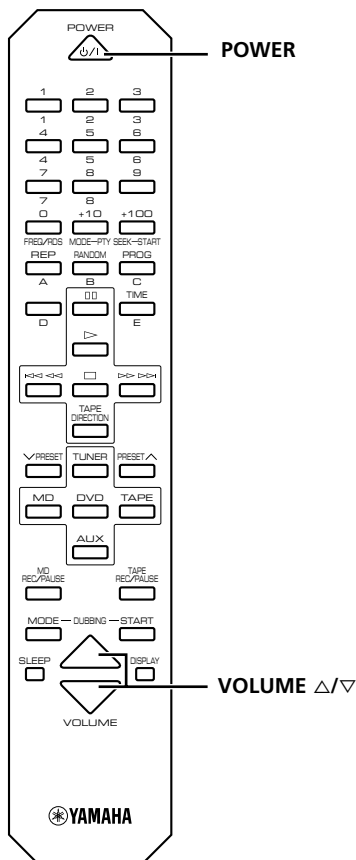 POWER
⏻/I
POWER
1 2 3
1 2 3
4 5 6
4 5 6
7 8 9
7 8
0 +10 +100
FREQ/RDS MODE—PTY SEEK—START
REP RANDOM PROG
A B C
TIME
D E
TAPE
DIRECTION
PRESET TUNER PRESET
MD DVD TAPE
AUX
MD
REC/PAUSE
TAPE
REC/PAUSE
MODE — DUBBING — START
SLEEP DISPLAY
VOLUME △/▽
VOLUME
YAMAHA